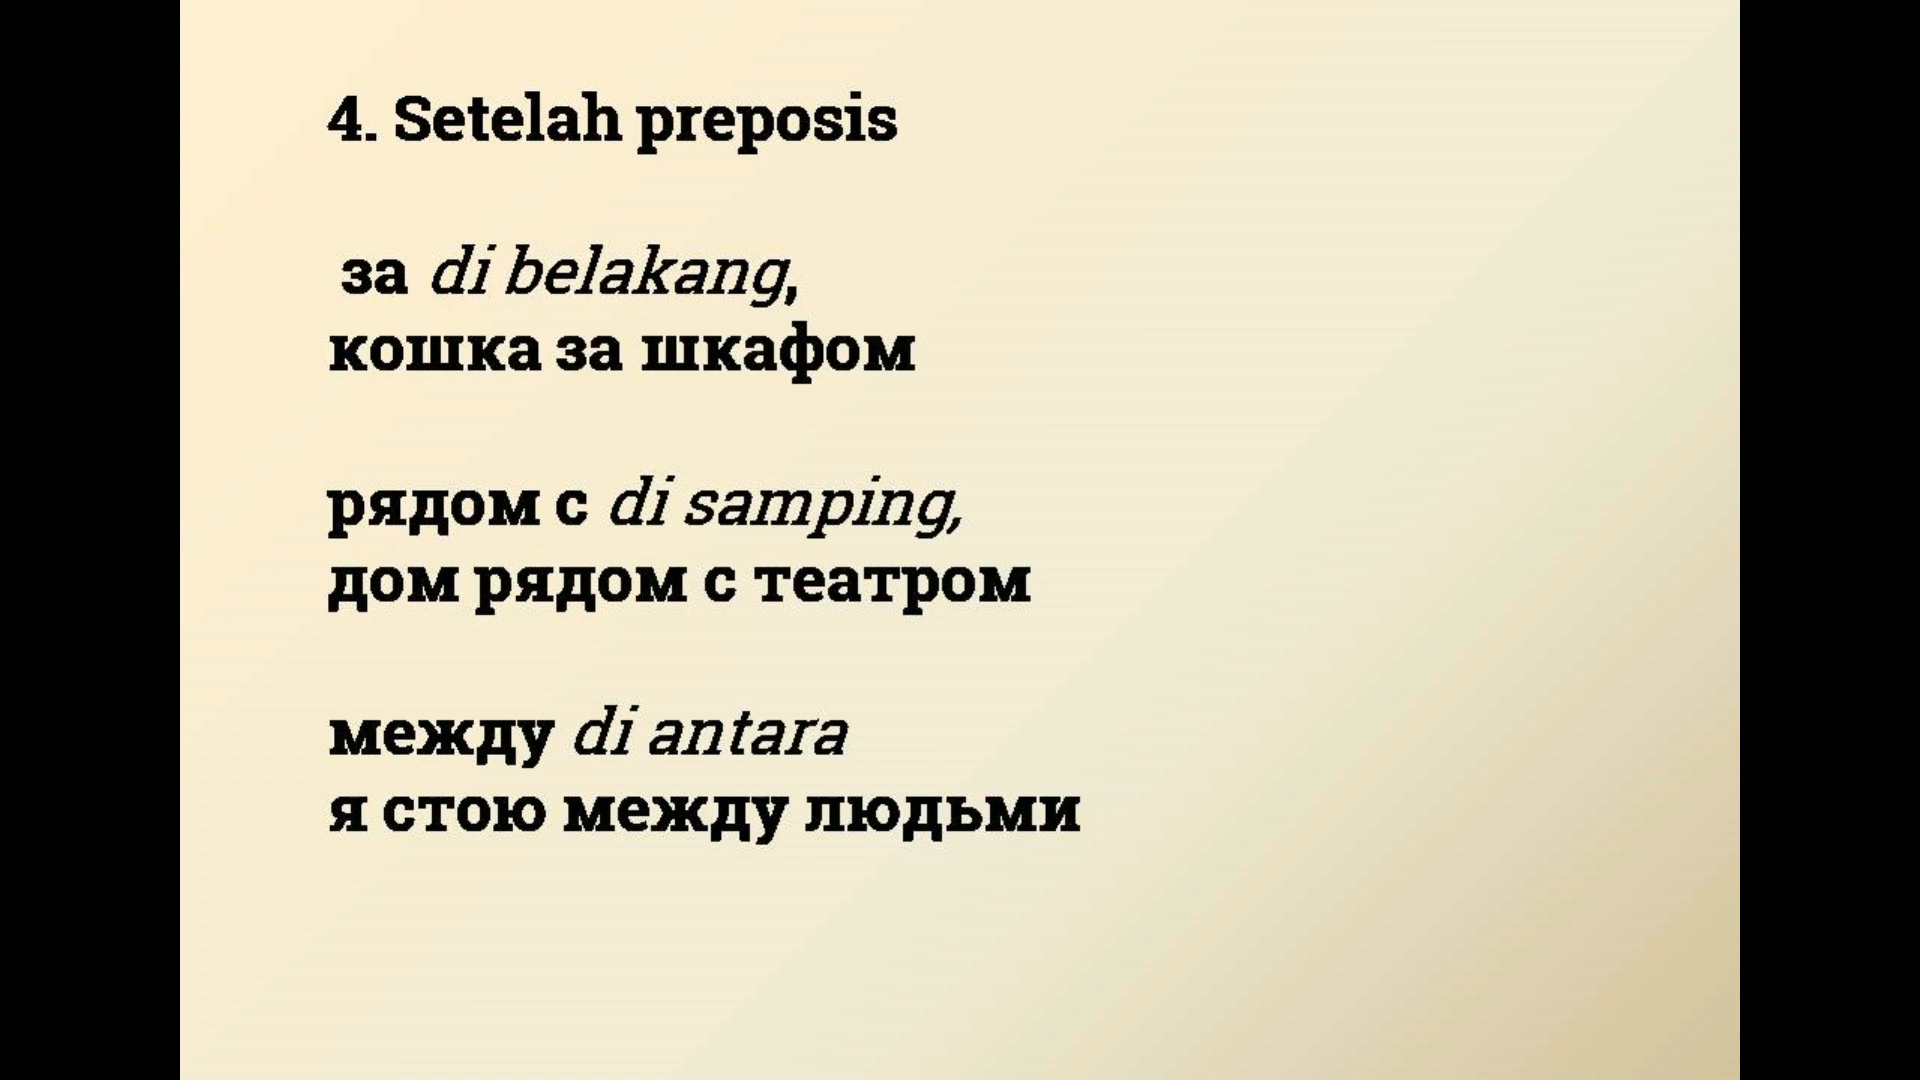 4. Setelah preposis
за di belakang,
кошка за шкафом
рядом с di samping,
дом рядом с театром
между di antara
я стою между людьми